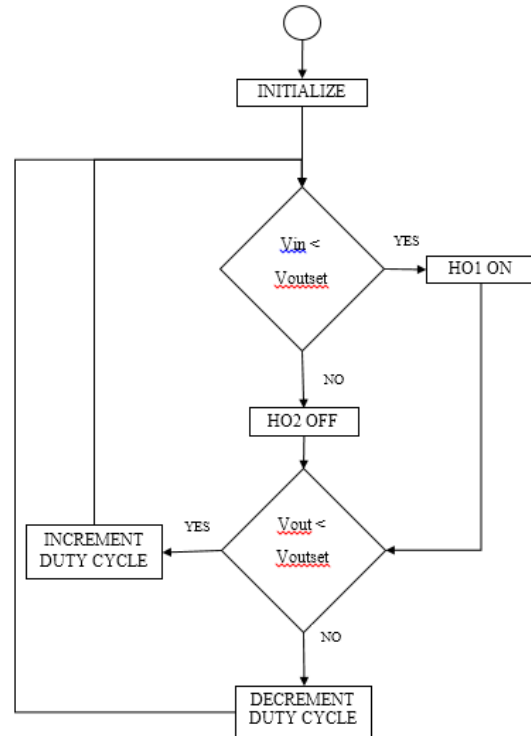 INITIALIZE
Vin <
Voutset
YES
HO1 ON
NO
HO2 OFF
Vout <
Voutset
YES
INCREMENT
DUTY CYCLE
NO
DECREMENT
DUTY CYCLE